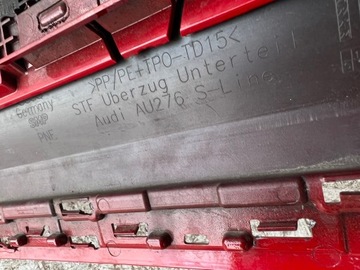 >PP/PE+TPO-TD15<
STF Überzug Unterteil
Audi AU276 S-Line
Germany